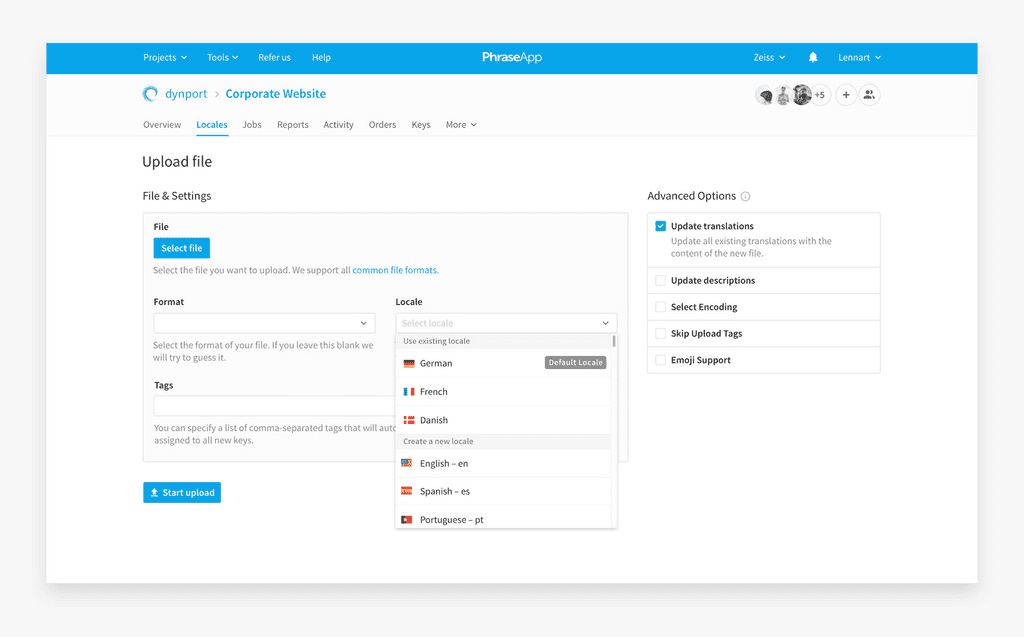 Projects Tools Refer us Help PhraseApp Zeiss Lennart
dynport > Corporate Website +5 +
Overview Locales Jobs Reports Activity Orders Keys More
Upload file
File & Settings
File
Select file
Select the file you want to upload. We support all common file formats.
Format
Select the format of your file. If you leave this blank we
will try to guess it.
Tags
You can specify a list of comma-separated tags that will
assigned to all new keys.
Start upload
Locale
Select locale
Use existing locale
German Default Locale
French
Danish
Create a new locale
English – en
Spanish – es
Portuguese – pt
Advanced Options
Update translations
Update all existing translations with the
content of the new file.
Update descriptions
Select Encoding
Skip Upload Tags
Emoji Support